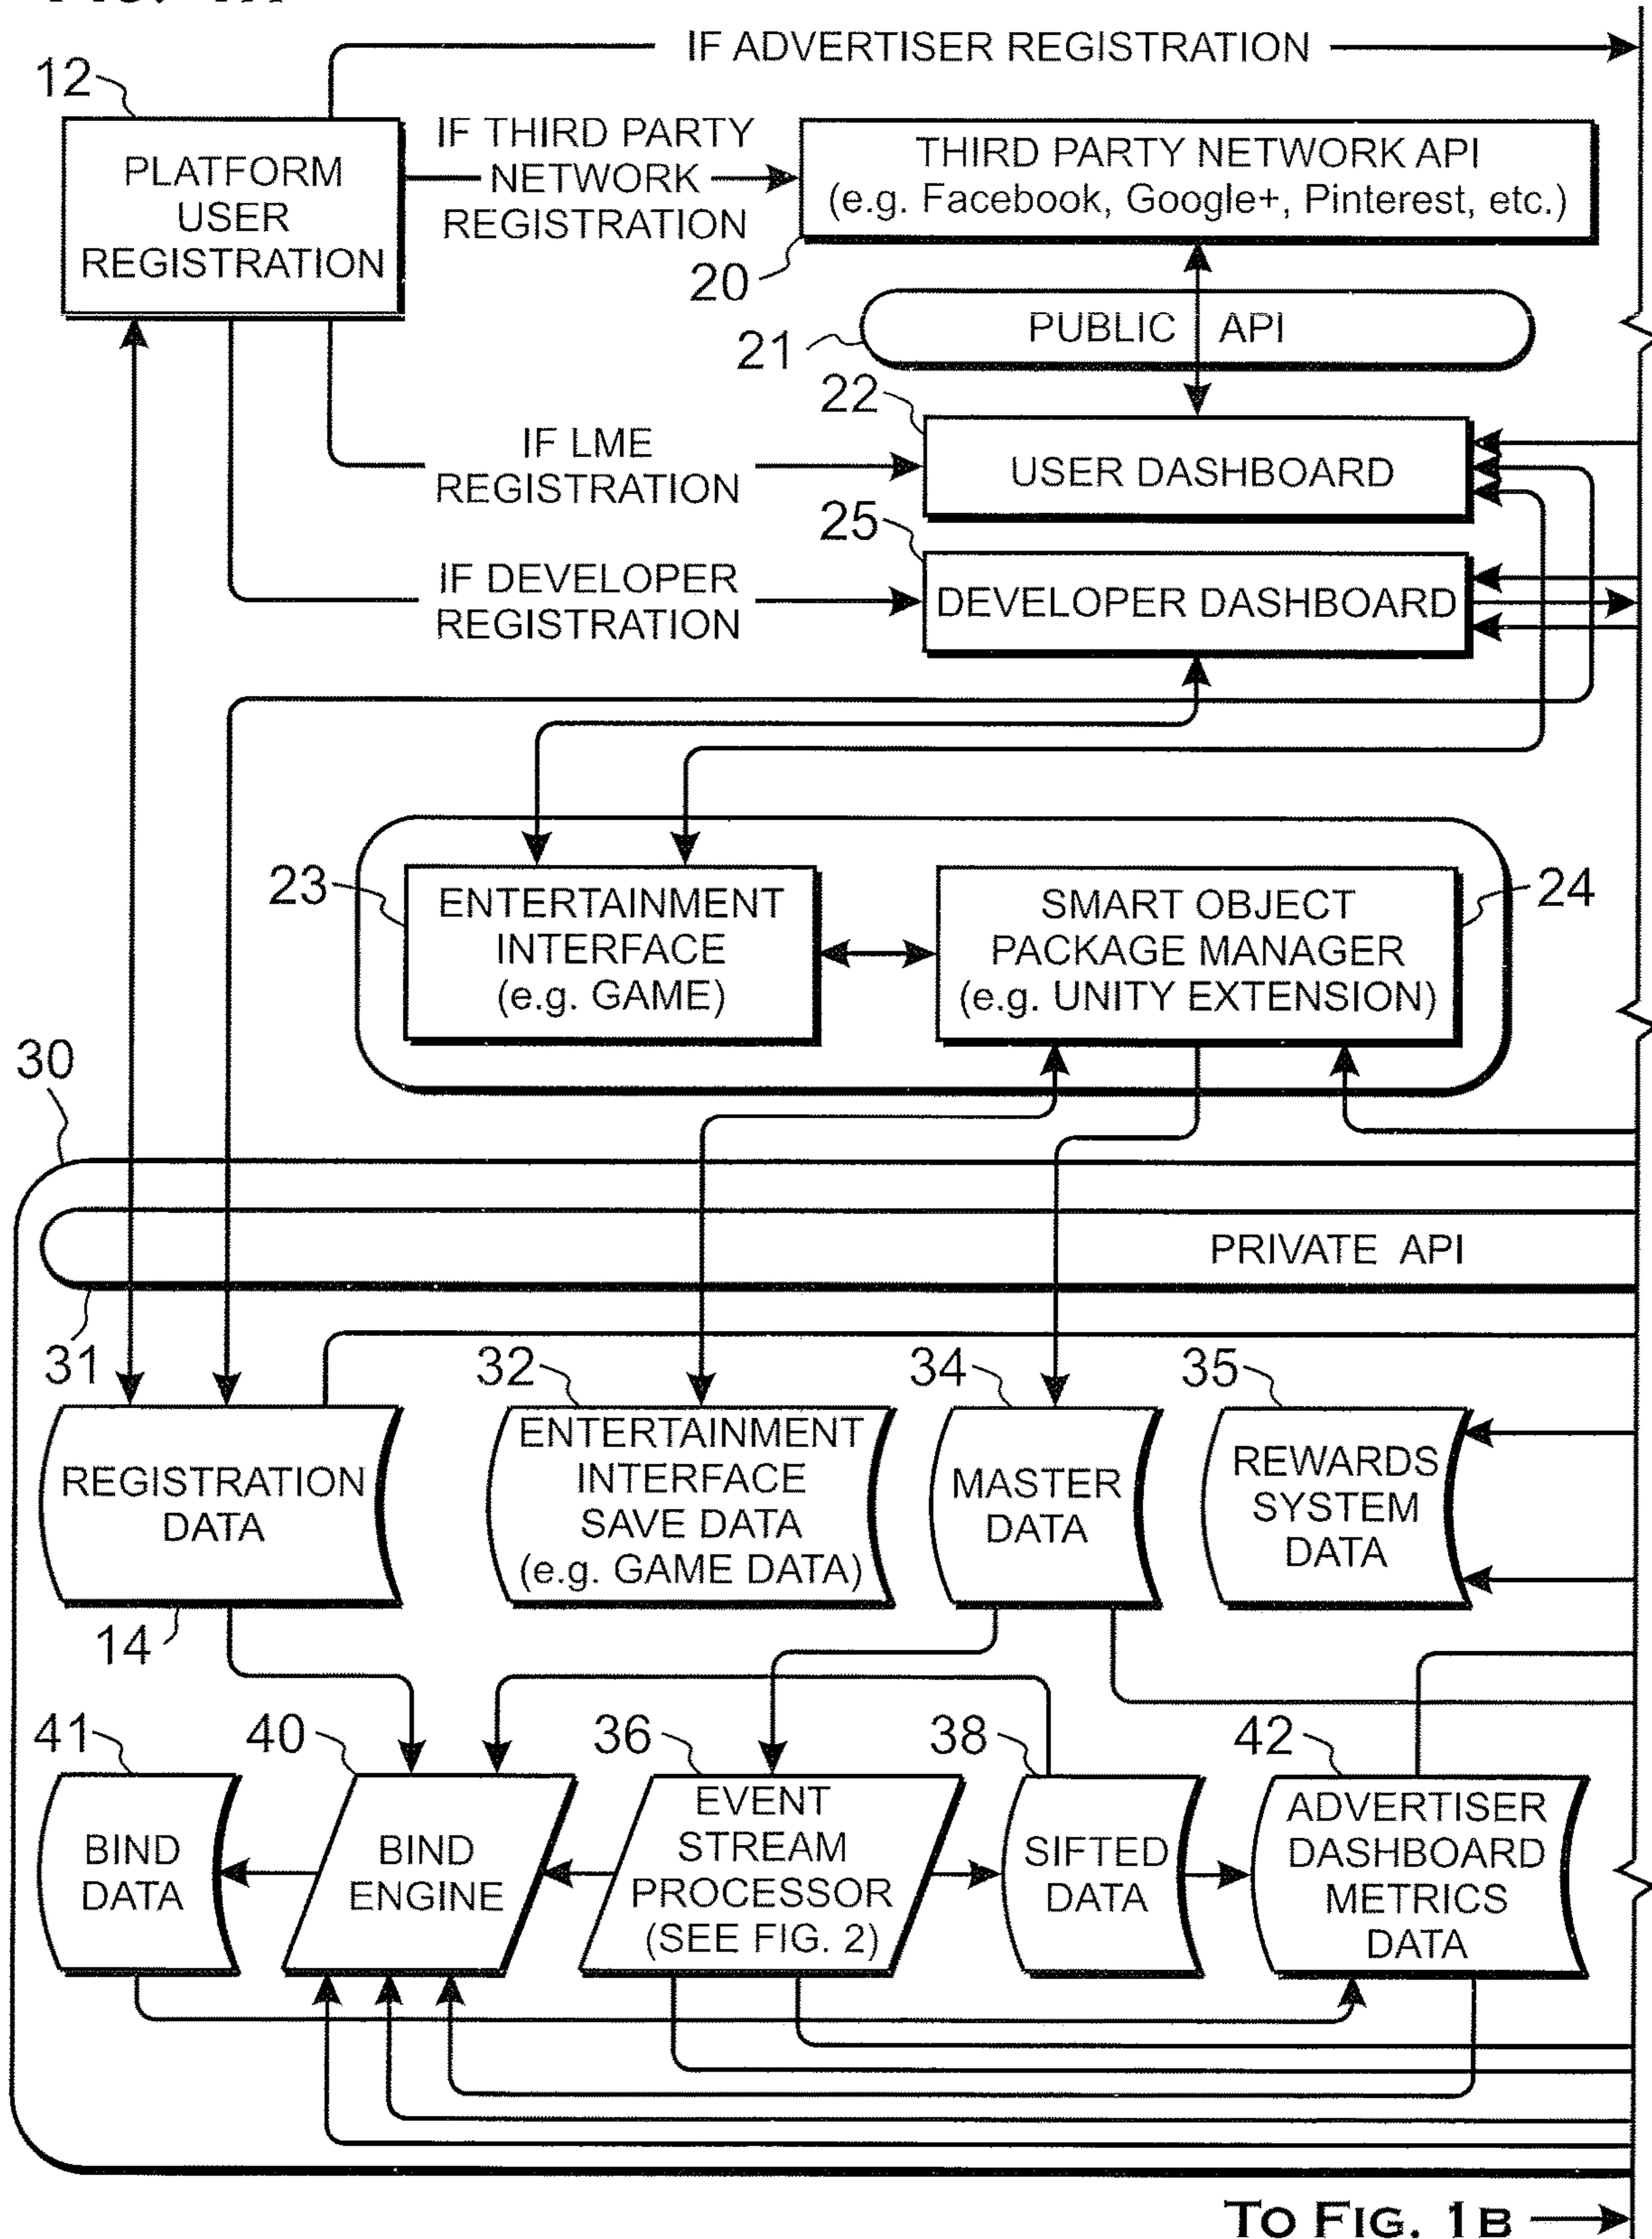 IF ADVERTISER REGISTRATION
12
PLATFORM
USER
REGISTRATION
IF THIRD PARTY
NETWORK
REGISTRATION
THIRD PARTY NETWORK API
(e.g. Facebook, Google+, Pinterest, etc.)
20
PUBLIC API
21
22
IF LME
REGISTRATION
USER DASHBOARD
25
IF DEVELOPER
REGISTRATION
DEVELOPER DASHBOARD
23
ENTERTAINMENT
INTERFACE
(e.g. GAME)
SMART OBJECT
PACKAGE MANAGER
(e.g. UNITY EXTENSION)
24
30
PRIVATE API
31
32
34
35
REGISTRATION
DATA
ENTERTAINMENT
INTERFACE
SAVE DATA
(e.g. GAME DATA)
MASTER
DATA
REWARDS
SYSTEM
DATA
14
41
40
36
38
42
BIND
DATA
BIND
ENGINE
EVENT
STREAM
PROCESSOR
(SEE FIG. 2)
SIFTED
DATA
ADVERTISER
DASHBOARD
METRICS
DATA
TO FIG. 1B